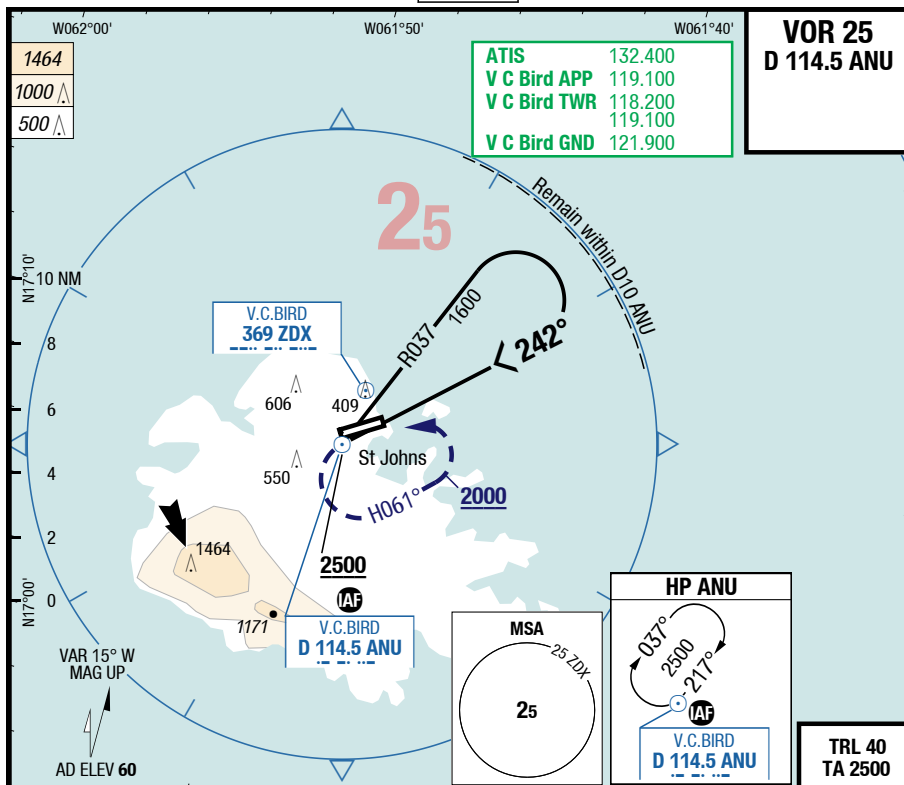 W062°00'
W061°50'
W061°40'
1464
1000
500
ATIS 132.400
V C Bird APP 119.100
V C Bird TWR 118.200
119.100
V C Bird GND 121.900
VOR 25
D 114.5 ANU
25
Remain within D10 ANU
N17°10'
10 NM
8
6
4
2
0
V.C.BIRD
369 ZDX
R037
1600
< 242°
606
409
550
St Johns
H061°
2000
1464
2500
IAF
1171
V.C.BIRD
D 114.5 ANU
N17°00'
VAR 15° W
MAG UP
AD ELEV 60
MSA
25 ZDX
25
HP ANU
037°
2500
217°
IAF
V.C.BIRD
D 114.5 ANU
TRL 40
TA 2500